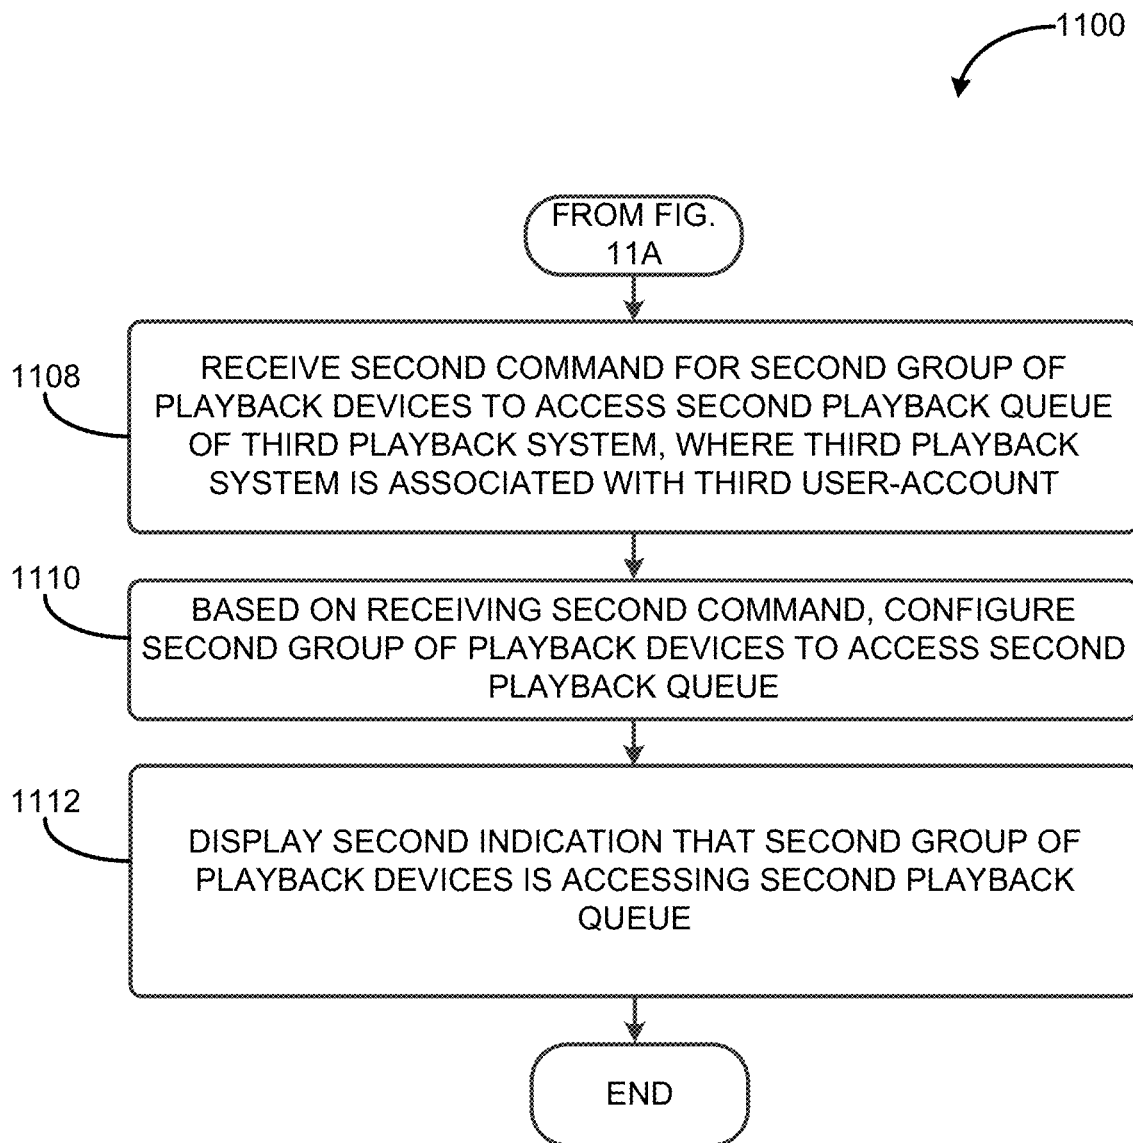 1100
FROM FIG.
11A
1108
RECEIVE SECOND COMMAND FOR SECOND GROUP OF
PLAYBACK DEVICES TO ACCESS SECOND PLAYBACK QUEUE
OF THIRD PLAYBACK SYSTEM, WHERE THIRD PLAYBACK
SYSTEM IS ASSOCIATED WITH THIRD USER-ACCOUNT
1110
BASED ON RECEIVING SECOND COMMAND, CONFIGURE
SECOND GROUP OF PLAYBACK DEVICES TO ACCESS SECOND
PLAYBACK QUEUE
1112
DISPLAY SECOND INDICATION THAT SECOND GROUP OF
PLAYBACK DEVICES IS ACCESSING SECOND PLAYBACK
QUEUE
END